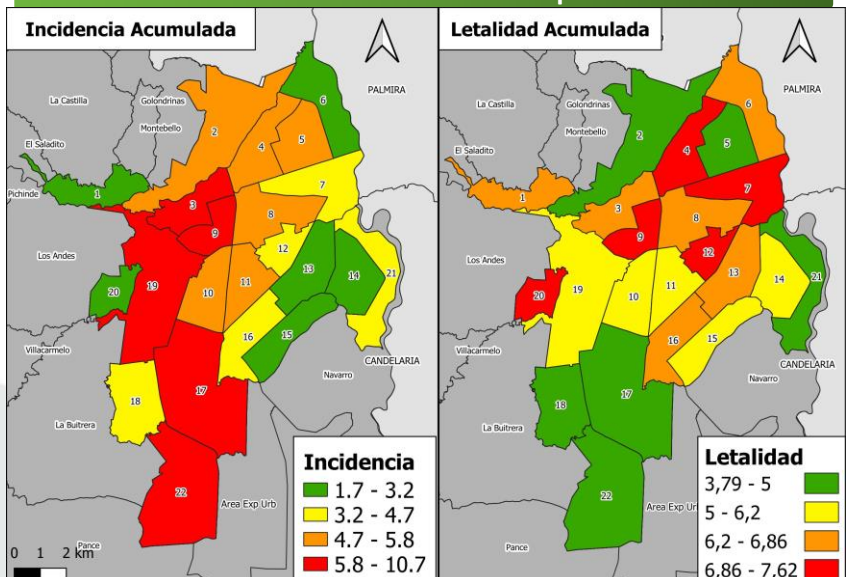 Incidencia Acumulada
PALMIRA
La Castilla
Golondrinas
Montebello
El Saladito
Pichinde
Los Andes
Villacarmelo
La Buitrera
Pance
Navarro
CANDELARIA
Area Exp Urb
6
2
4
5
1
7
3
8
9
12
13
14
21
20
19
10
11
16
15
18
17
22
0 1 2 km
Incidencia
1.7 - 3.2
3.2 - 4.7
4.7 - 5.8
5.8 - 10.7
Letalidad Acumulada
PALMIRA
La Castilla
Golondrinas
Montebello
El Saladito
Pichinde
Los Andes
Villacarmelo
La Buitrera
Pance
Navarro
CANDELARIA
Area Exp Url
6
2
4
5
1
7
3
8
9
12
13
14
21
20
19
10
11
16
15
18
17
22
Letalidad
3,79 - 5
5 - 6,2
6,2 - 6,86
6,86 - 7,62